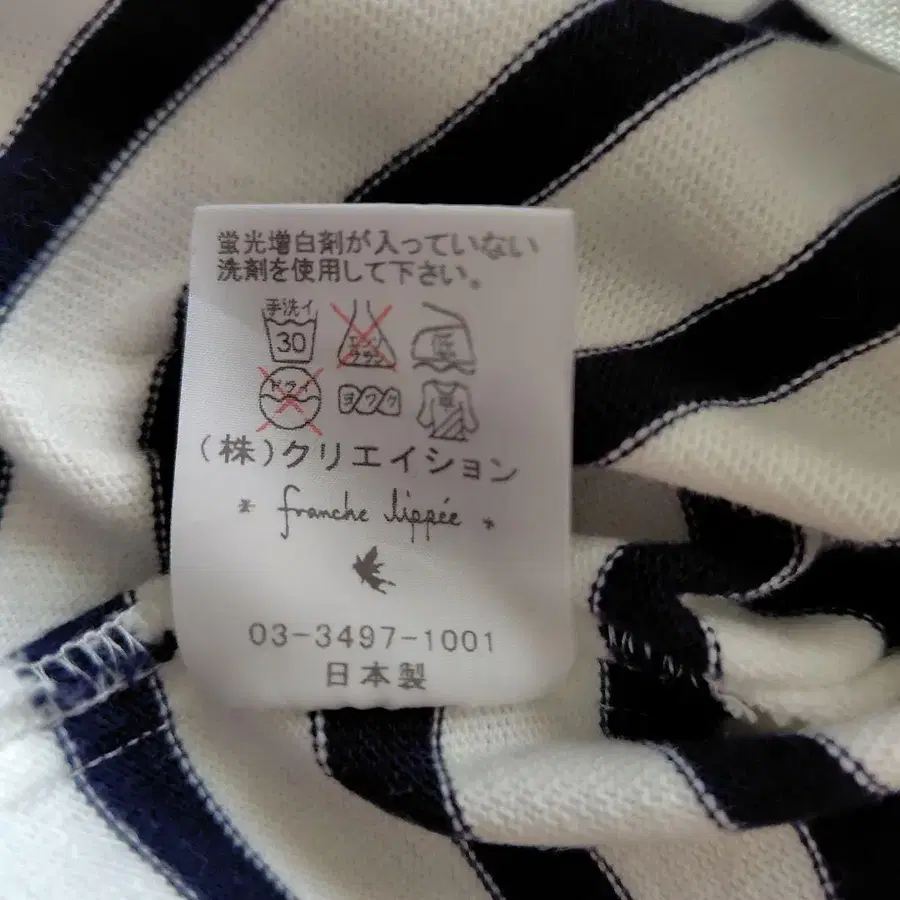 蛍光増白剤が入っていない
洗剤を使用して下さい。
手洗イ
30
エンソ
サラシ
低
ドライ
ヨワク
(株)クリエイション
* franche lippée *
03-3497-1001
日本製